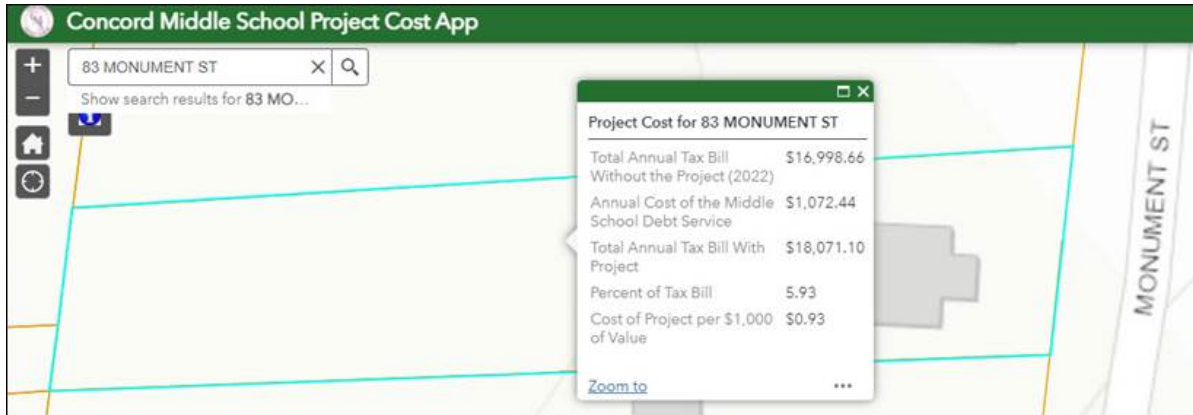 Concord Middle School Project Cost App
+
83 MONUMENT ST
Show search results for 83 MO...
−
Project Cost for 83 MONUMENT ST
Total Annual Tax Bill $16,998.66
Without the Project (2022)
Annual Cost of the Middle $1,072.44
School Debt Service
Total Annual Tax Bill With $18,071.10
Project
Percent of Tax Bill 5.93
Cost of Project per $1,000 $0.93
of Value
Zoom to
MONUMENT ST